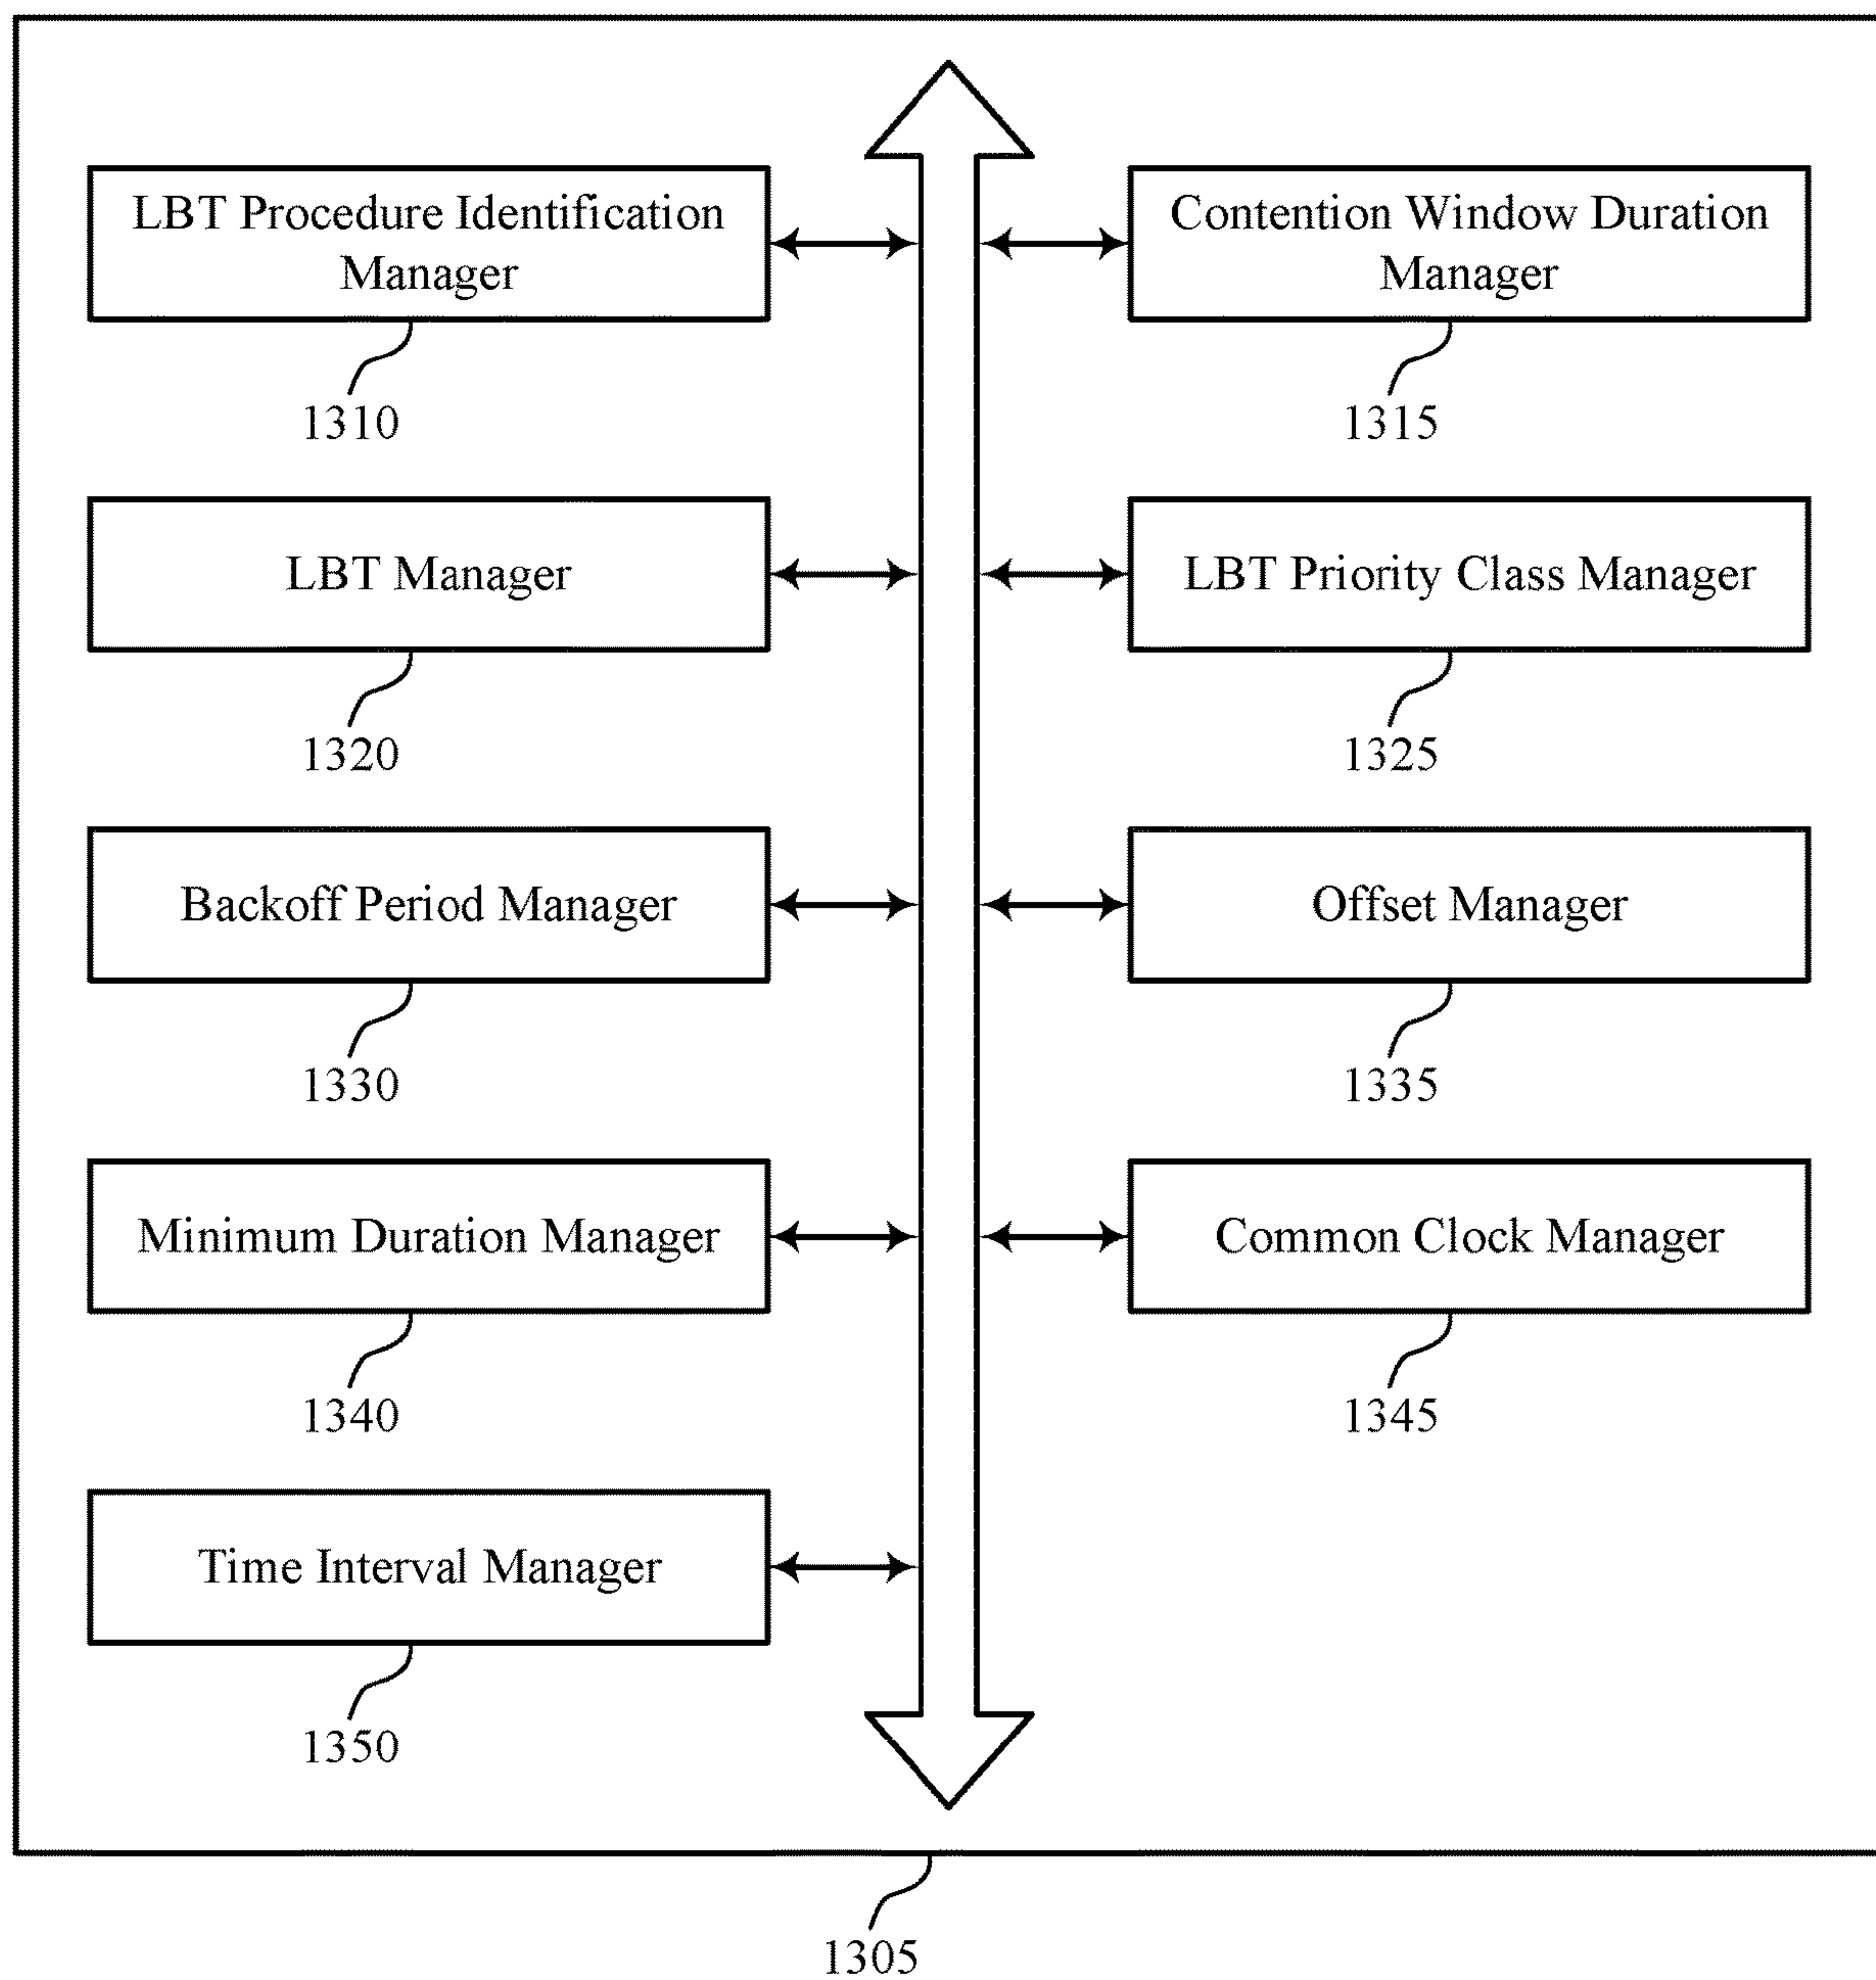 LBT Procedure Identification
Manager
1310
Contention Window Duration
Manager
1315
LBT Manager
1320
LBT Priority Class Manager
1325
Backoff Period Manager
1330
Offset Manager
1335
Minimum Duration Manager
1340
Common Clock Manager
1345
Time Interval Manager
1350
1305